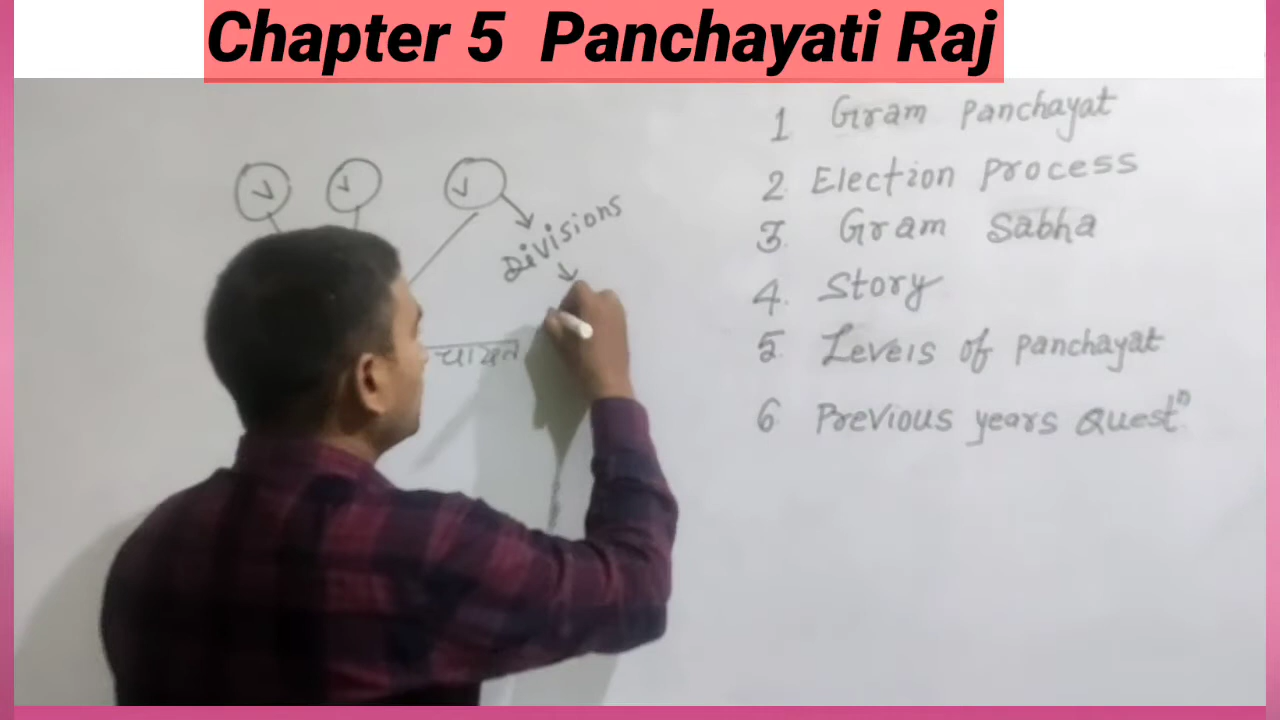 Chapter 5 Panchayati Raj
1 Gram Panchayat
2. Election Process
3. Gram Sabha
4. Story
5. Levels of panchayat
6. Previous years Questⁿ.
V V V
Divisions